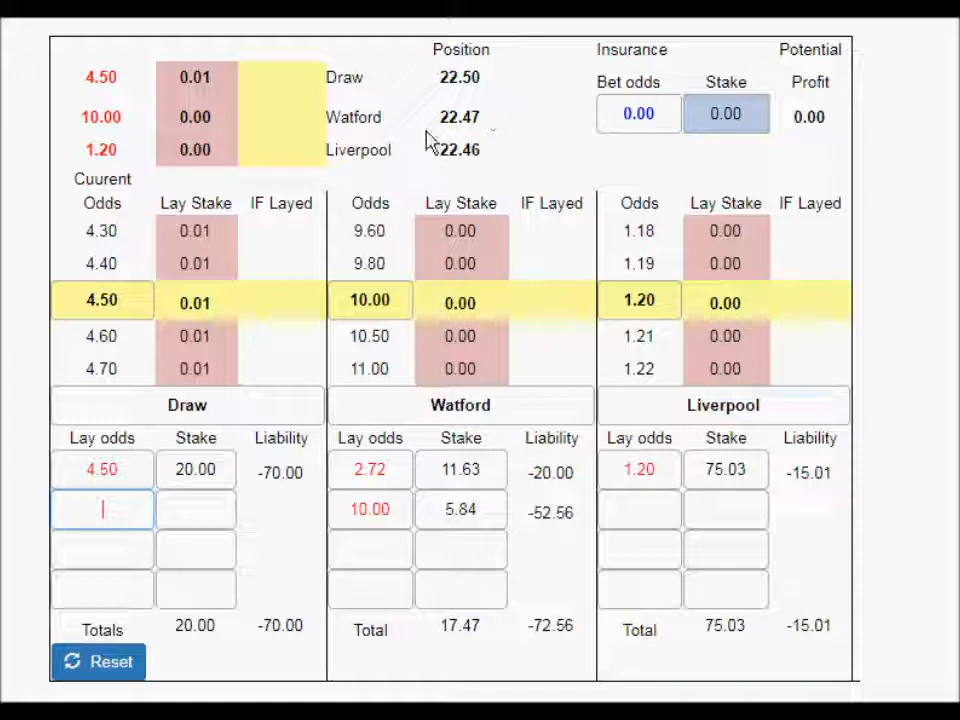 Position Insurance Potential
4.50 0.01 Draw 22.50 Bet odds Stake Profit
10.00 0.00 Watford 22.47 0.00 0.00 0.00
1.20 0.00 Liverpool 22.46
Cuurent
Odds Lay Stake IF Layed Odds Lay Stake IF Layed Odds Lay Stake IF Layed
4.30 0.01 9.60 0.00 1.18 0.00
4.40 0.01 9.80 0.00 1.19 0.00
4.50 0.01 10.00 0.00 1.20 0.00
4.60 0.01 10.50 0.00 1.21 0.00
4.70 0.01 11.00 0.00 1.22 0.00
Draw Watford Liverpool
Lay odds Stake Liability Lay odds Stake Liability Lay odds Stake Liability
4.50 20.00 -70.00 2.72 11.63 -20.00 1.20 75.03 -15.01
10.00 5.84 -52.56
Totals 20.00 -70.00 Total 17.47 -72.56 Total 75.03 -15.01
Reset